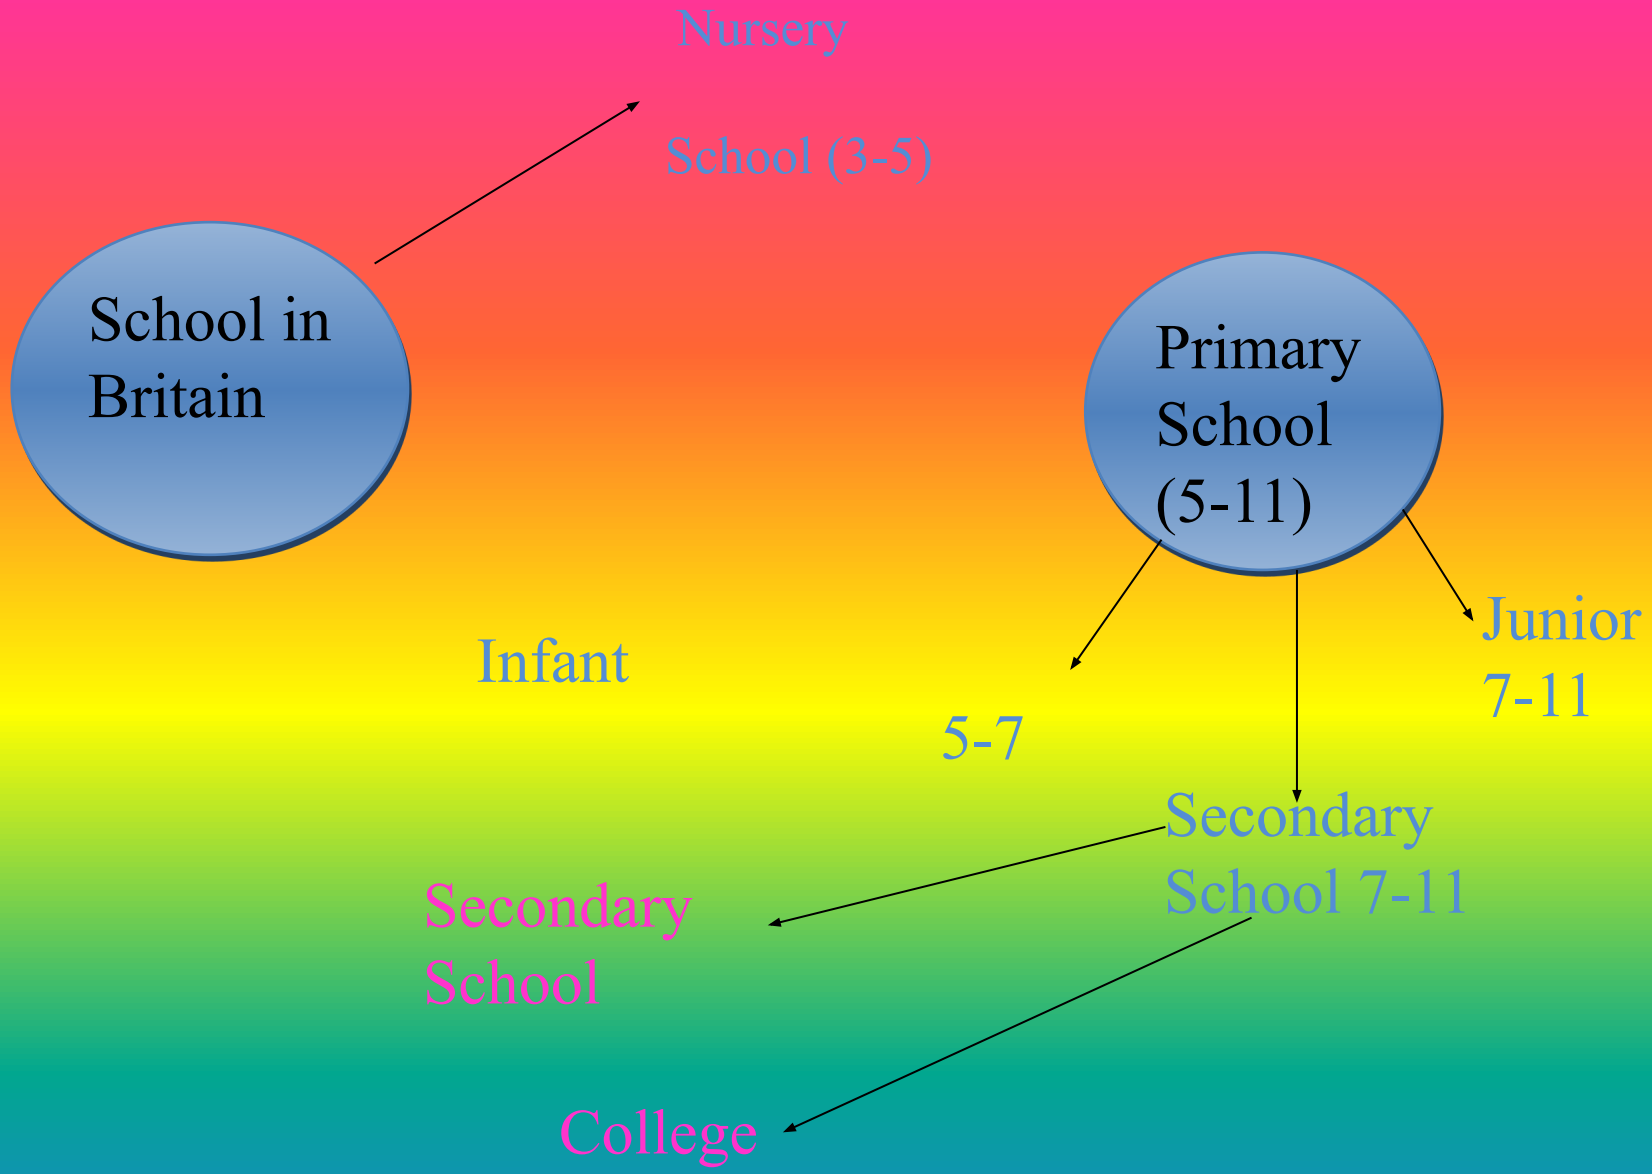 Nursery
School (3-5)
School in
Britain
Primary
School
(5-11)
Infant
5-7
Junior
7-11
Secondary
School 7-11
Secondary
School
College